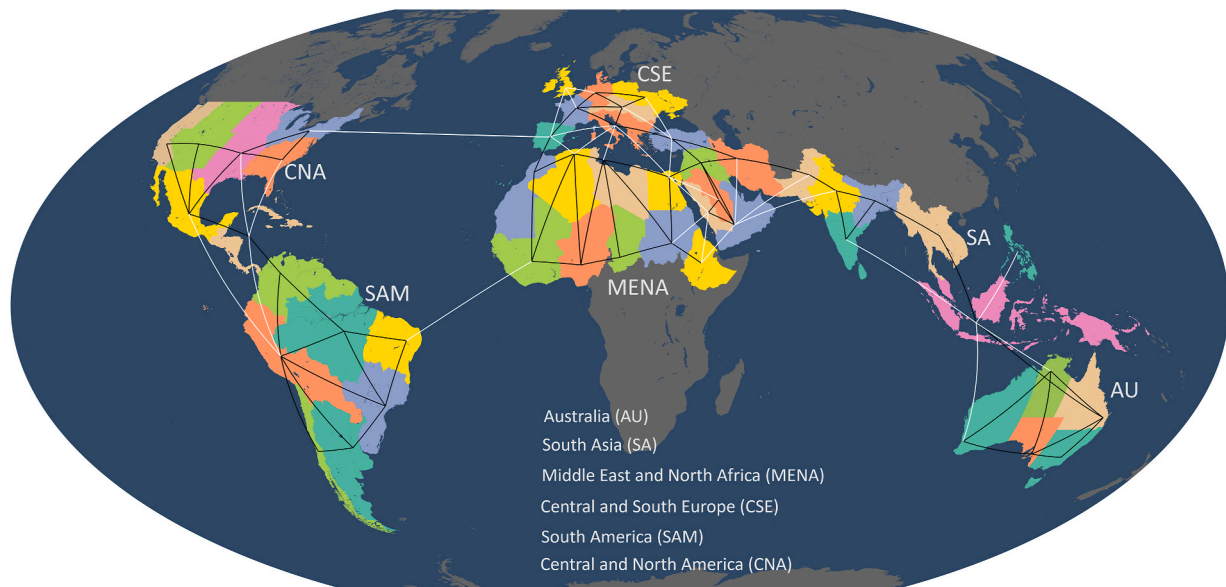 CSE
CNA
SA
SAM
MENA
AU
Australia (AU)
South Asia (SA)
Middle East and North Africa (MENA)
Central and South Europe (CSE)
South America (SAM)
Central and North America (CNA)